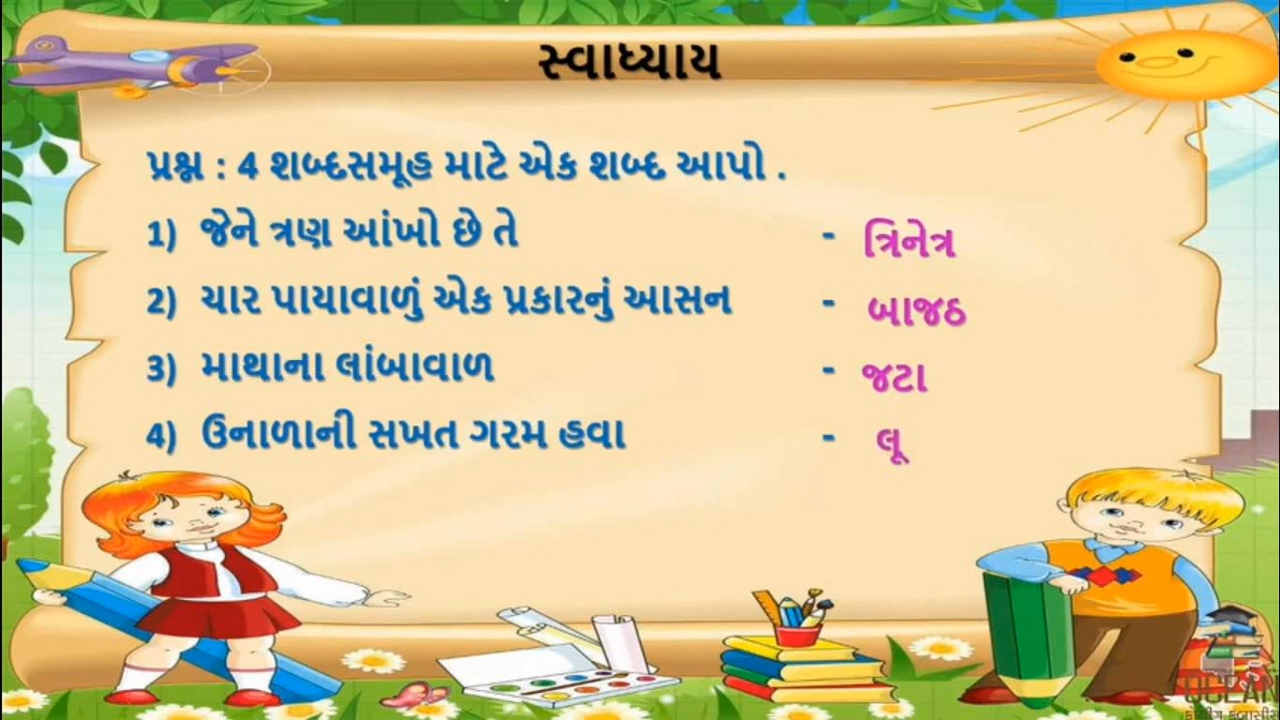 સ્વાધ્યાય
પ્રશ્ન : 4 શબ્દસમૂહ માટે એક શબ્દ આપો .
1) જેને ત્રણ આંખો છે તે - ત્રિનેત્ર
2) ચાર પાયાવાળું એક પ્રકારનું આસન - બાજઠ
3) માથાના લાંબાવાળ - જટા
4) ઉનાળાની સખત ગરમ હવા - લૂ